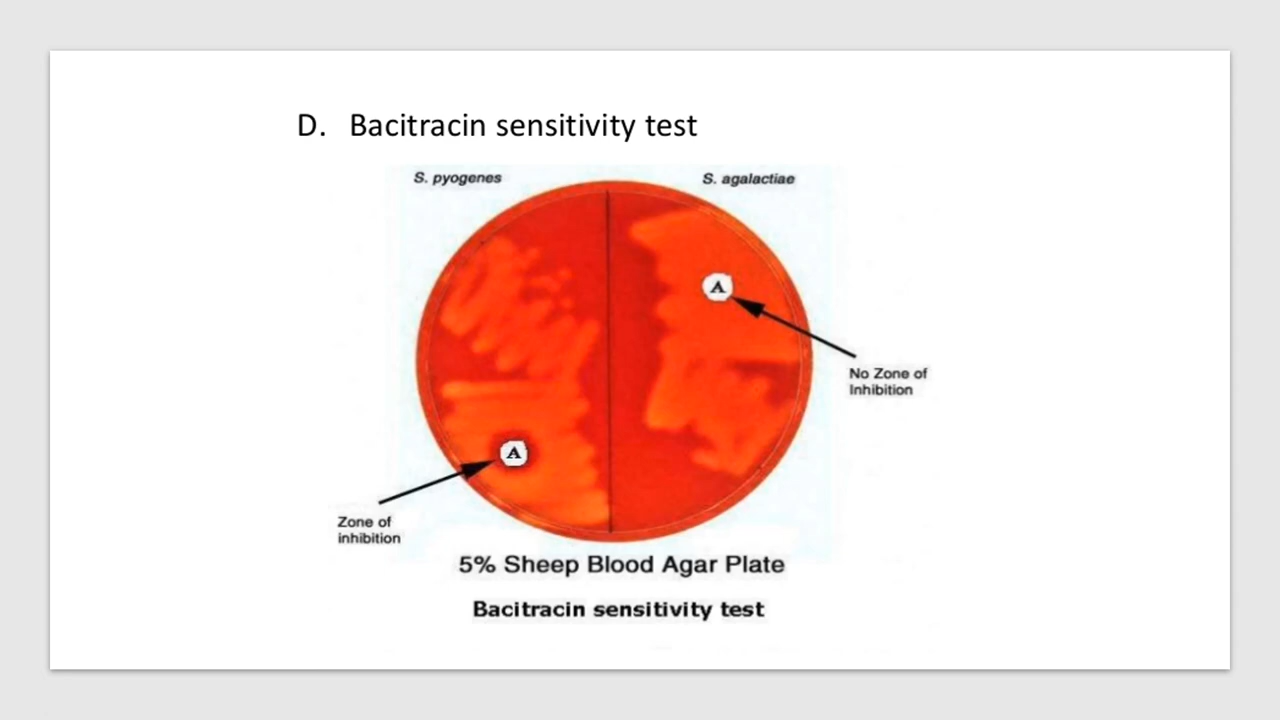 D. Bacitracin sensitivity test
S. pyogenes
S. agalactiae
A
No Zone of
Inhibition
A
Zone of
inhibition
5% Sheep Blood Agar Plate
Bacitracin sensitivity test